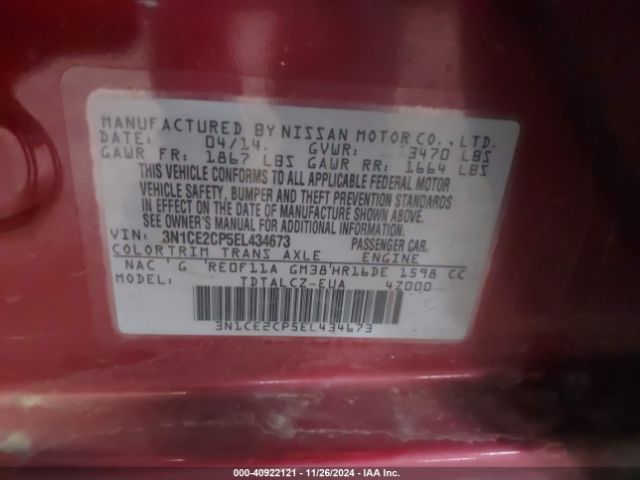 MANUFACTURED BY NISSAN MOTOR CO., LTD.
DATE: 04/14. GVWR: 3470 LBS
GAWR FR: 1867 LBS GAWR RR: 1664 LBS
THIS VEHICLE CONFORMS TO ALL APPLICABLE FEDERAL MOTOR
VEHICLE SAFETY, BUMPER AND THEFT PREVENTION STANDARDS
IN EFFECT ON THE DATE OF MANUFACTURE SHOWN ABOVE.
SEE OWNER'S MANUAL FOR ADDITIONAL INFORMATION.
VIN: 3N1CE2CP5EL434673 PASSENGER CAR.
COLOR TRIM TRANS AXLE ENGINE
NAC ' G ' RE0F11A GM38' HR16DE 1598 CC
MODEL: TDTALCZ-EUA 4Z000
3N1CE2CP5EL434673
000-40922121 - 11/26/2024 - IAA Inc.